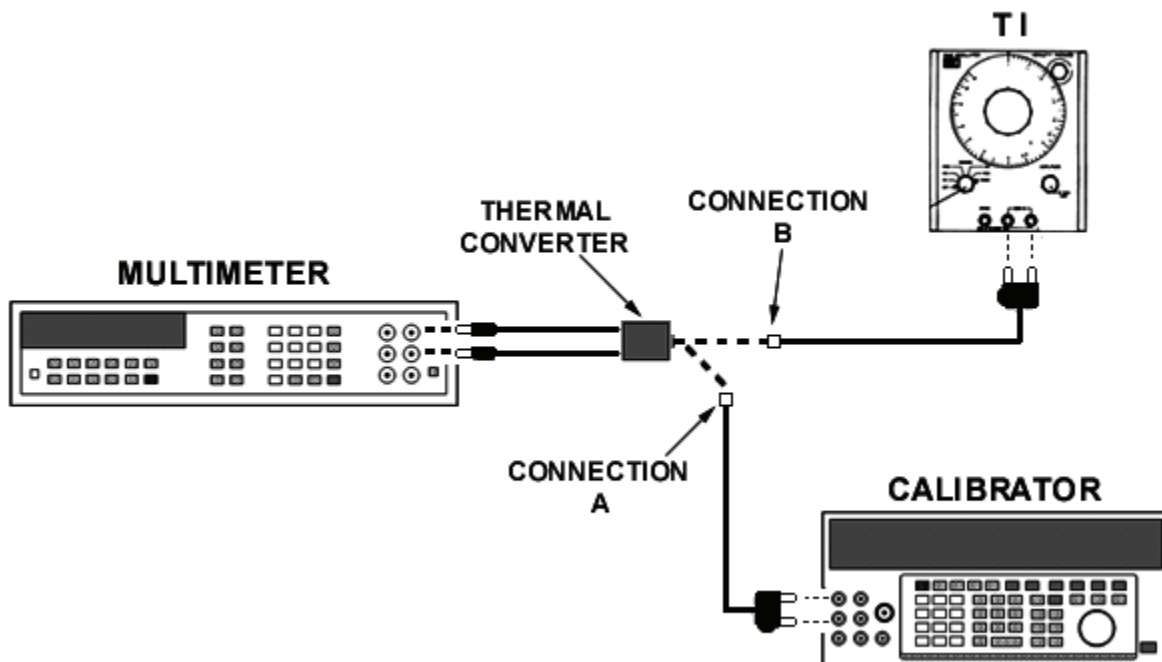 T I
CONNECTION
B
THERMAL
CONVERTER
MULTIMETER
CONNECTION
A
CALIBRATOR